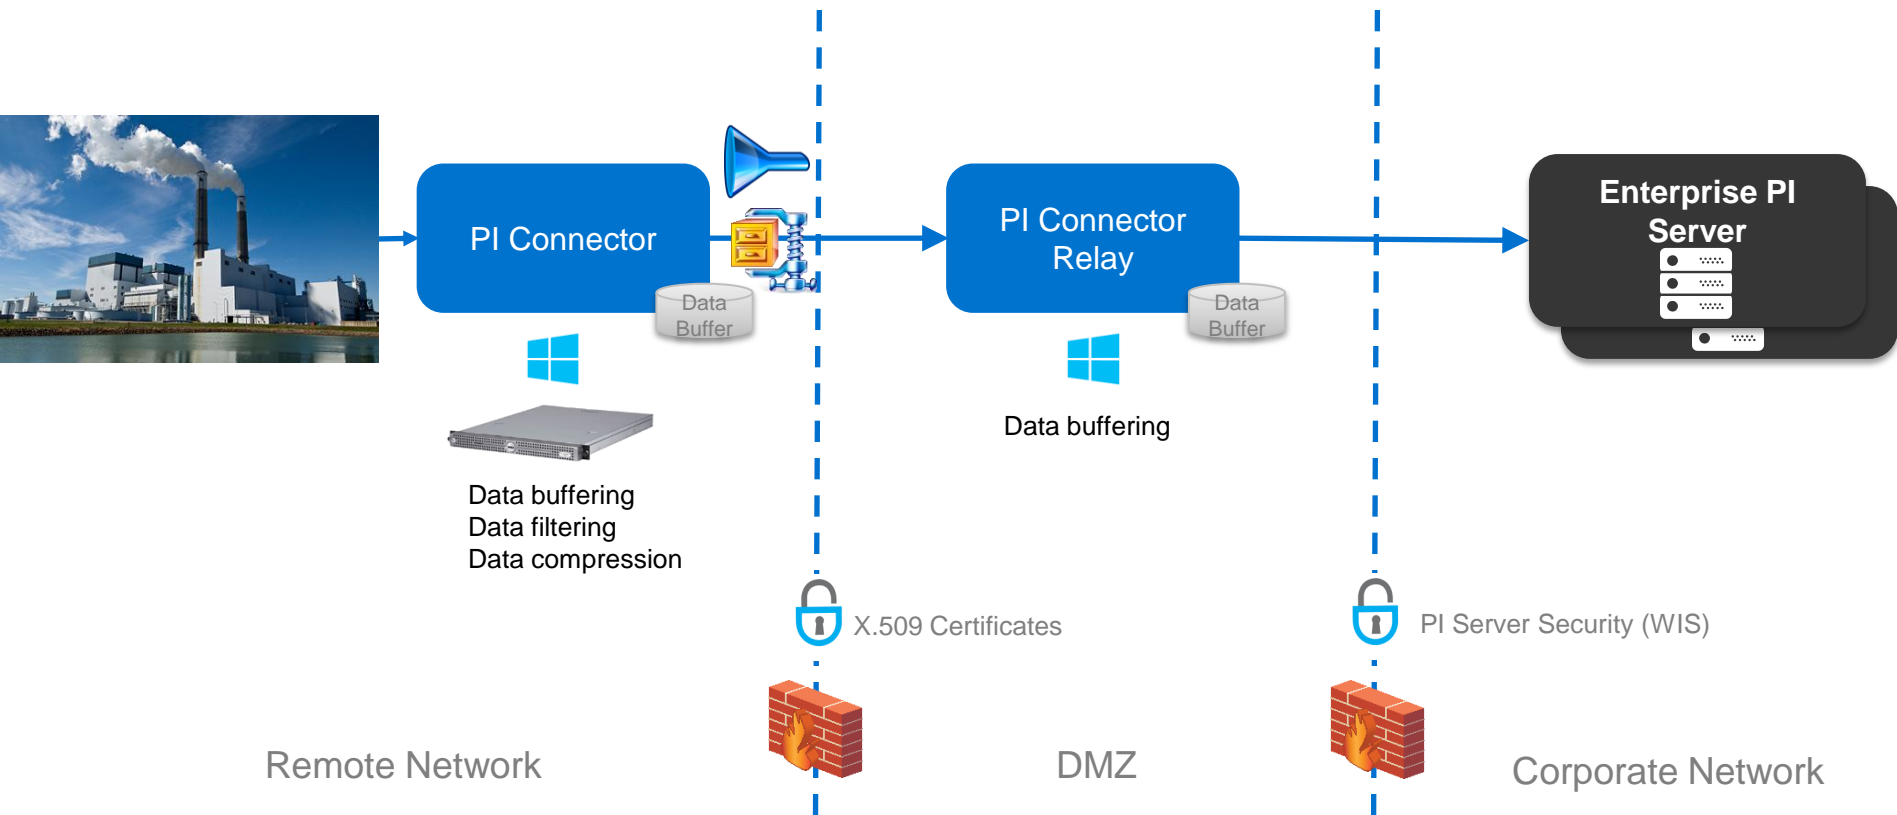 PI Connector
Data
Buffer
Data buffering
Data filtering
Data compression
PI Connector
Relay
Data
Buffer
Data buffering
Enterprise PI
Server
X.509 Certificates
PI Server Security (WIS)
Remote Network
DMZ
Corporate Network